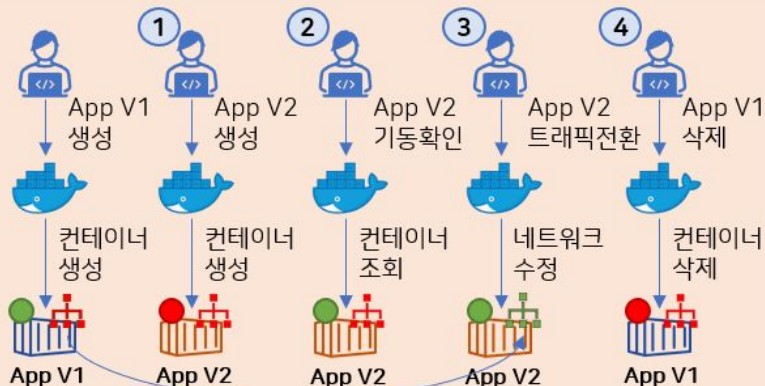 1
2
3
4
App V1
생성
App V2
생성
App V2
기동확인
App V2
트래픽전환
App V1
삭제
컨테이너
생성
컨테이너
생성
컨테이너
조회
네트워크
수정
컨테이너
삭제
App V1
App V2
App V2
App V2
App V1